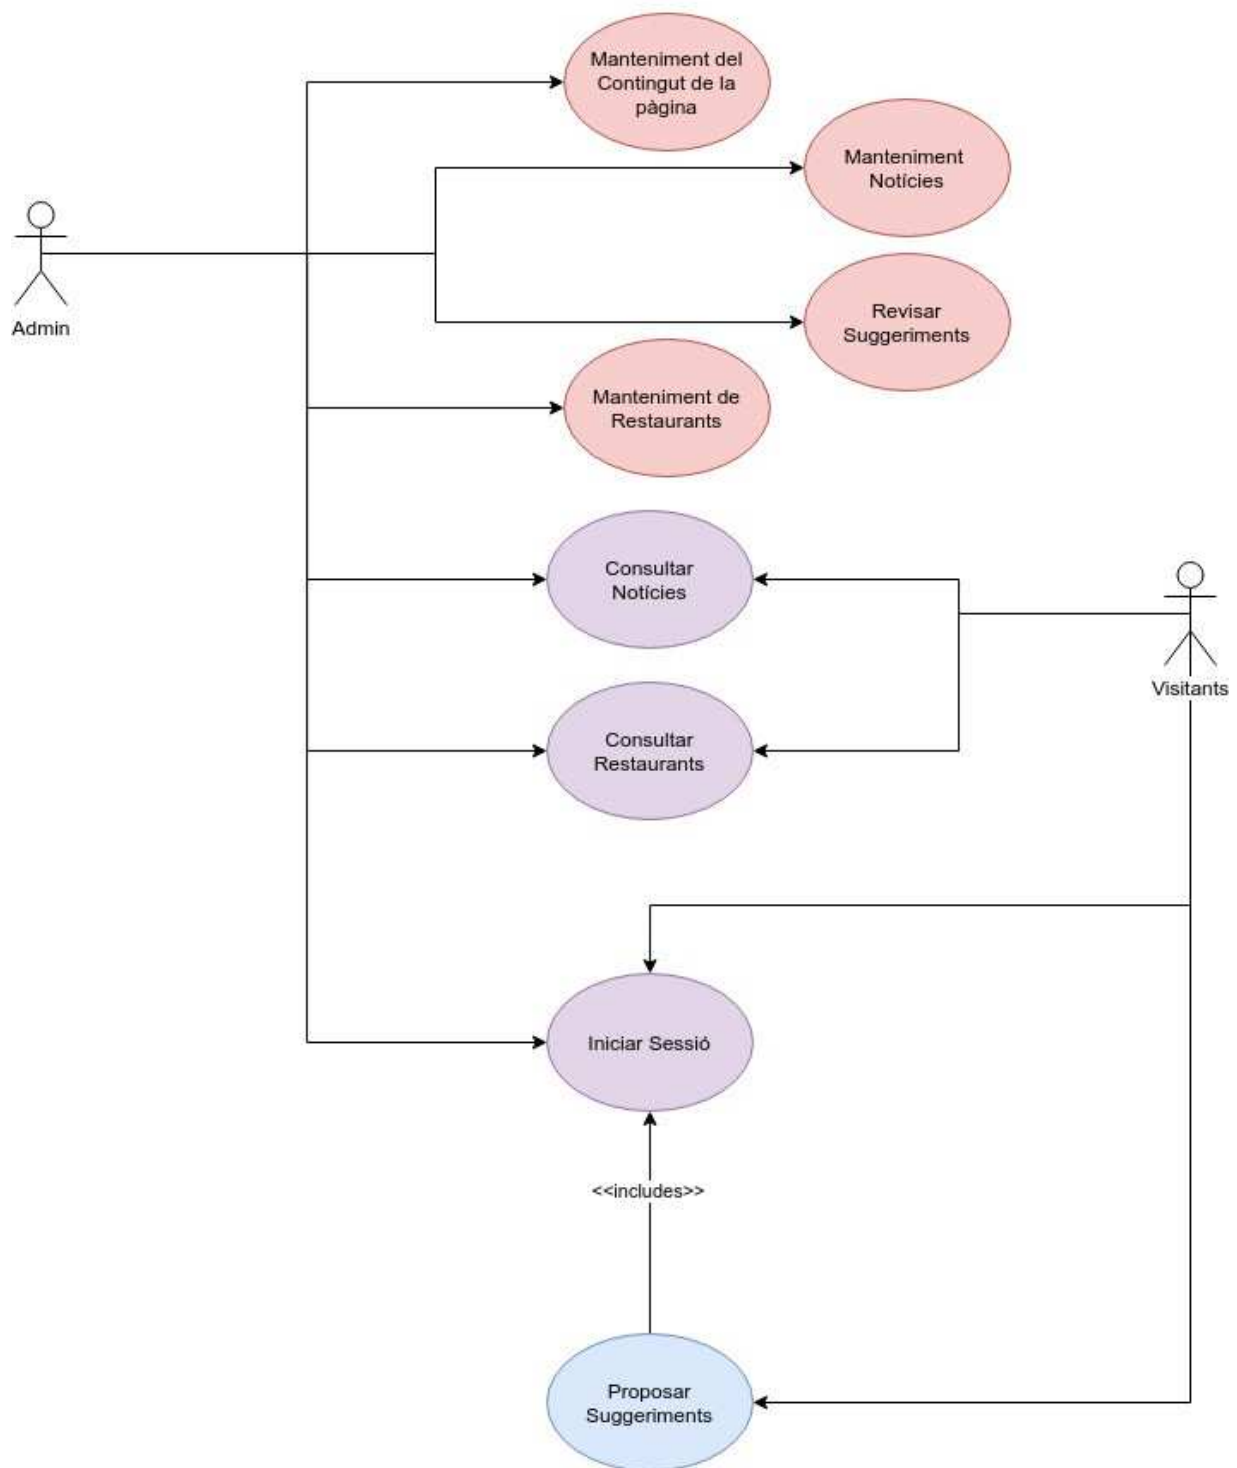 Manteniment del
Contingut de la
pàgina
Manteniment
Notícies
Admin
Revisar
Suggeriments
Manteniment de
Restaurants
Consultar
Notícies
Visitants
Consultar
Restaurants
Iniciar Sessió
<<includes>>
Proposar
Suggeriments